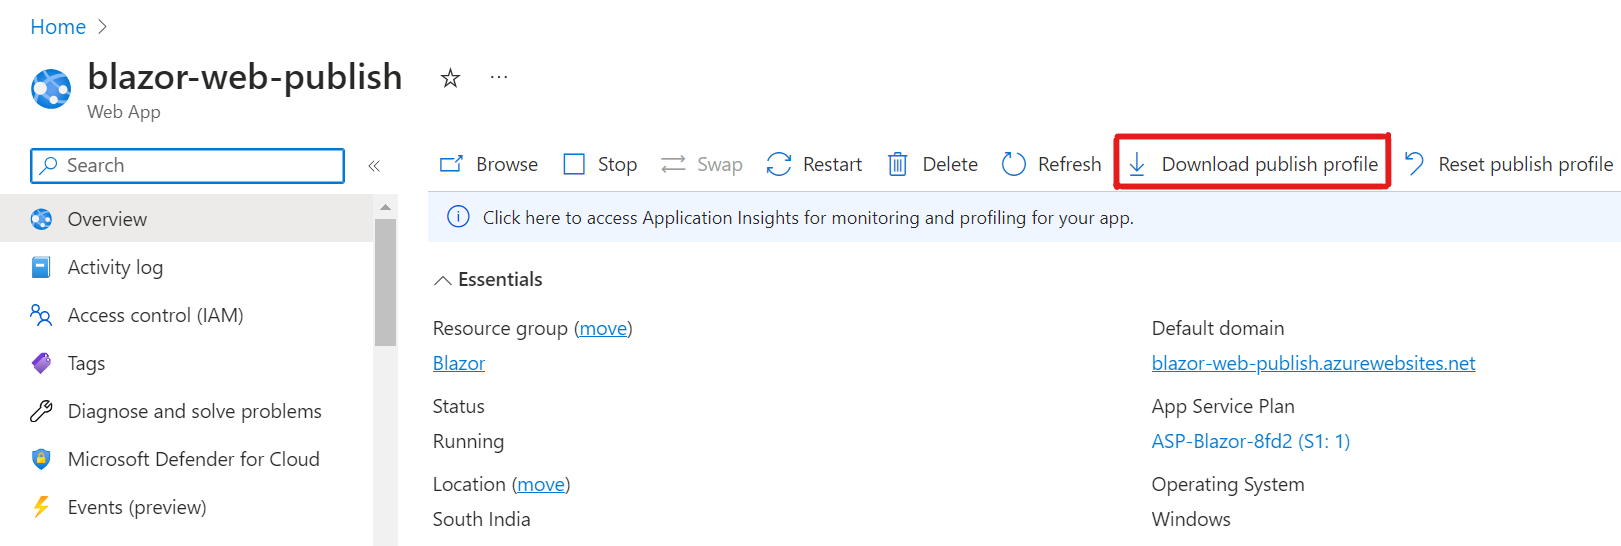 Home >
blazor-web-publish ☆ ···
Web App
Search «
Browse Stop Swap Restart Delete Refresh Download publish profile Reset publish profile
Overview
Activity log
Access control (IAM)
Tags
Diagnose and solve problems
Microsoft Defender for Cloud
Events (preview)
Click here to access Application Insights for monitoring and profiling for your app.
Essentials
Resource group (move)
Blazor
Status
Running
Location (move)
South India
Default domain
blazor-web-publish.azurewebsites.net
App Service Plan
ASP-Blazor-8fd2 (S1: 1)
Operating System
Windows